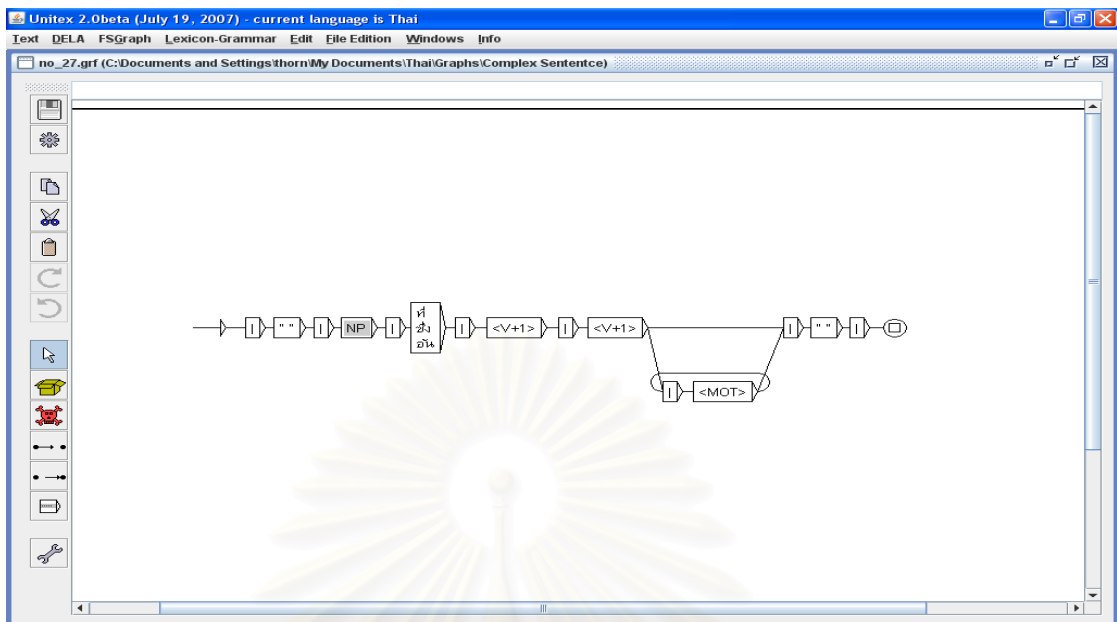 Unitex 2.0beta (July 19, 2007) - current language is Thai
Text DELA FSGraph Lexicon-Grammar Edit File Edition Windows Info
no_27.grf (C:\Documents and Settings\thorn\My Documents\Thai\Graphs\Complex Sententce)
| " " | NP | ที่ | <V+1> | <V+1> | " " |
ซึ่ง
อัน
| <MOT>